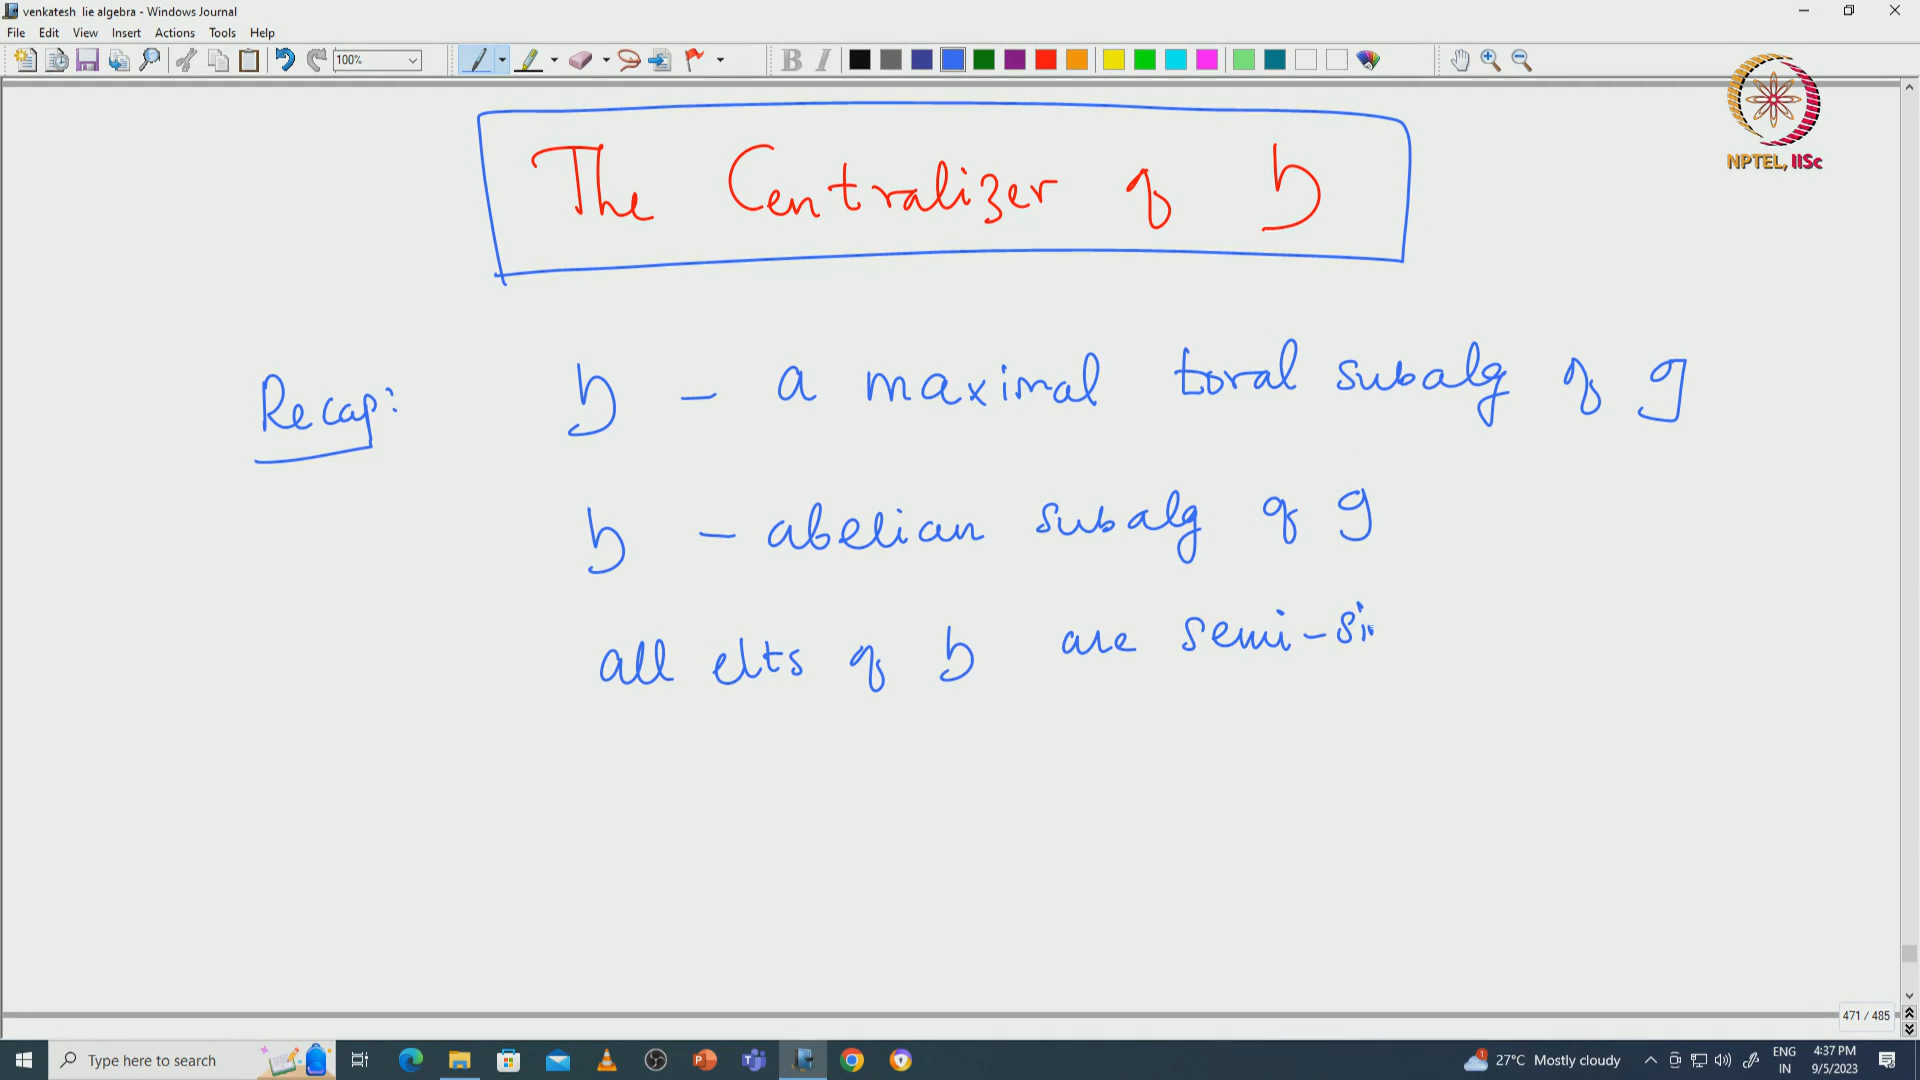 venkatesh lie algebra - Windows Journal
File Edit View Insert Actions Tools Help
100%
B I
NPTEL, IISc
The Centralizer of 𝔥
Recap: 𝔥 – a maximal toral subalg of g
𝔥 – abelian subalg of g
all elts of 𝔥 are semi-si
471 / 485
Type here to search
27°C Mostly cloudy
ENG
IN
4:37 PM
9/5/2023